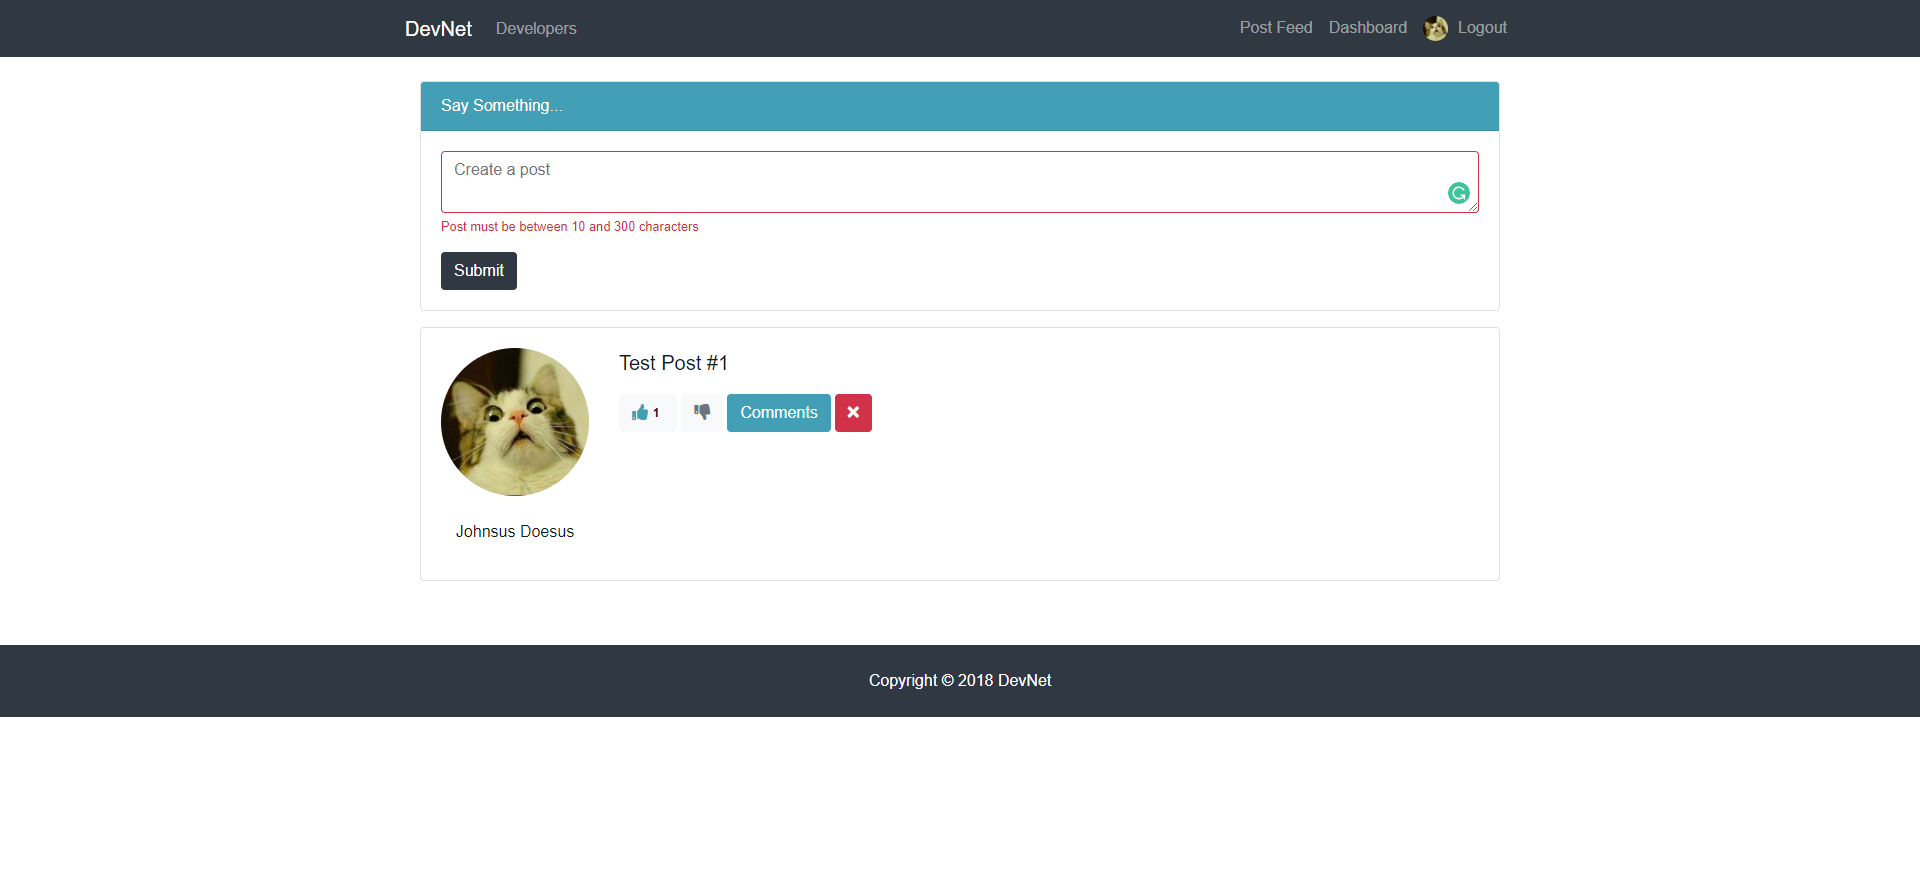 DevNet Developers Post Feed Dashboard Logout
Say Something...
Create a post
Post must be between 10 and 300 characters
Submit
Test Post #1
1 Comments
Johnsus Doesus
Copyright © 2018 DevNet